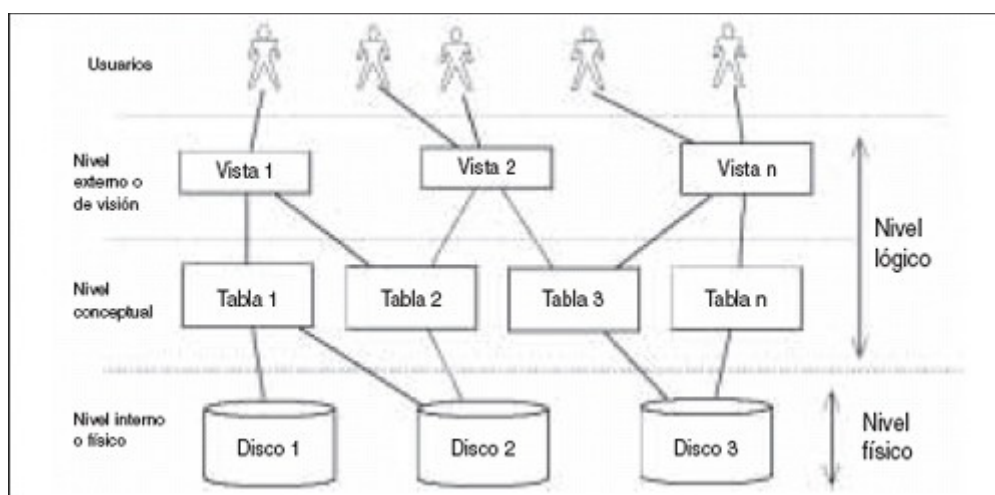 Usuarios
Nivel
externo o
de visión
Vista 1
Vista 2
Vista n
Nivel
lógico
Nivel
conceptual
Tabla 1
Tabla 2
Tabla 3
Tabla n
Nivel interno
o físico
Disco 1
Disco 2
Disco 3
Nivel
físico